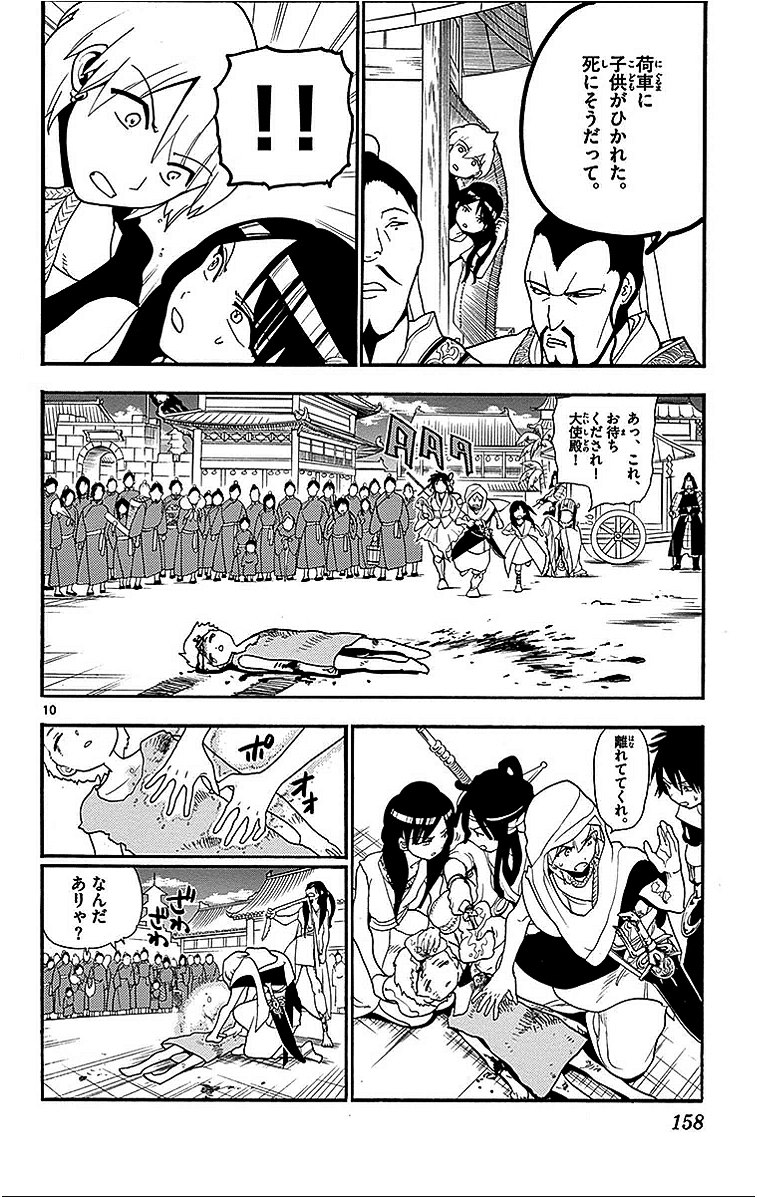 荷車に
子供がひかれた。
死にそうだって。
!!
あっ、これ、
お待ち
くだされ!
大使殿!
離れててくれ。
ポォォ
なんだ
ありゃ?
ざわ
ざわ
10
158